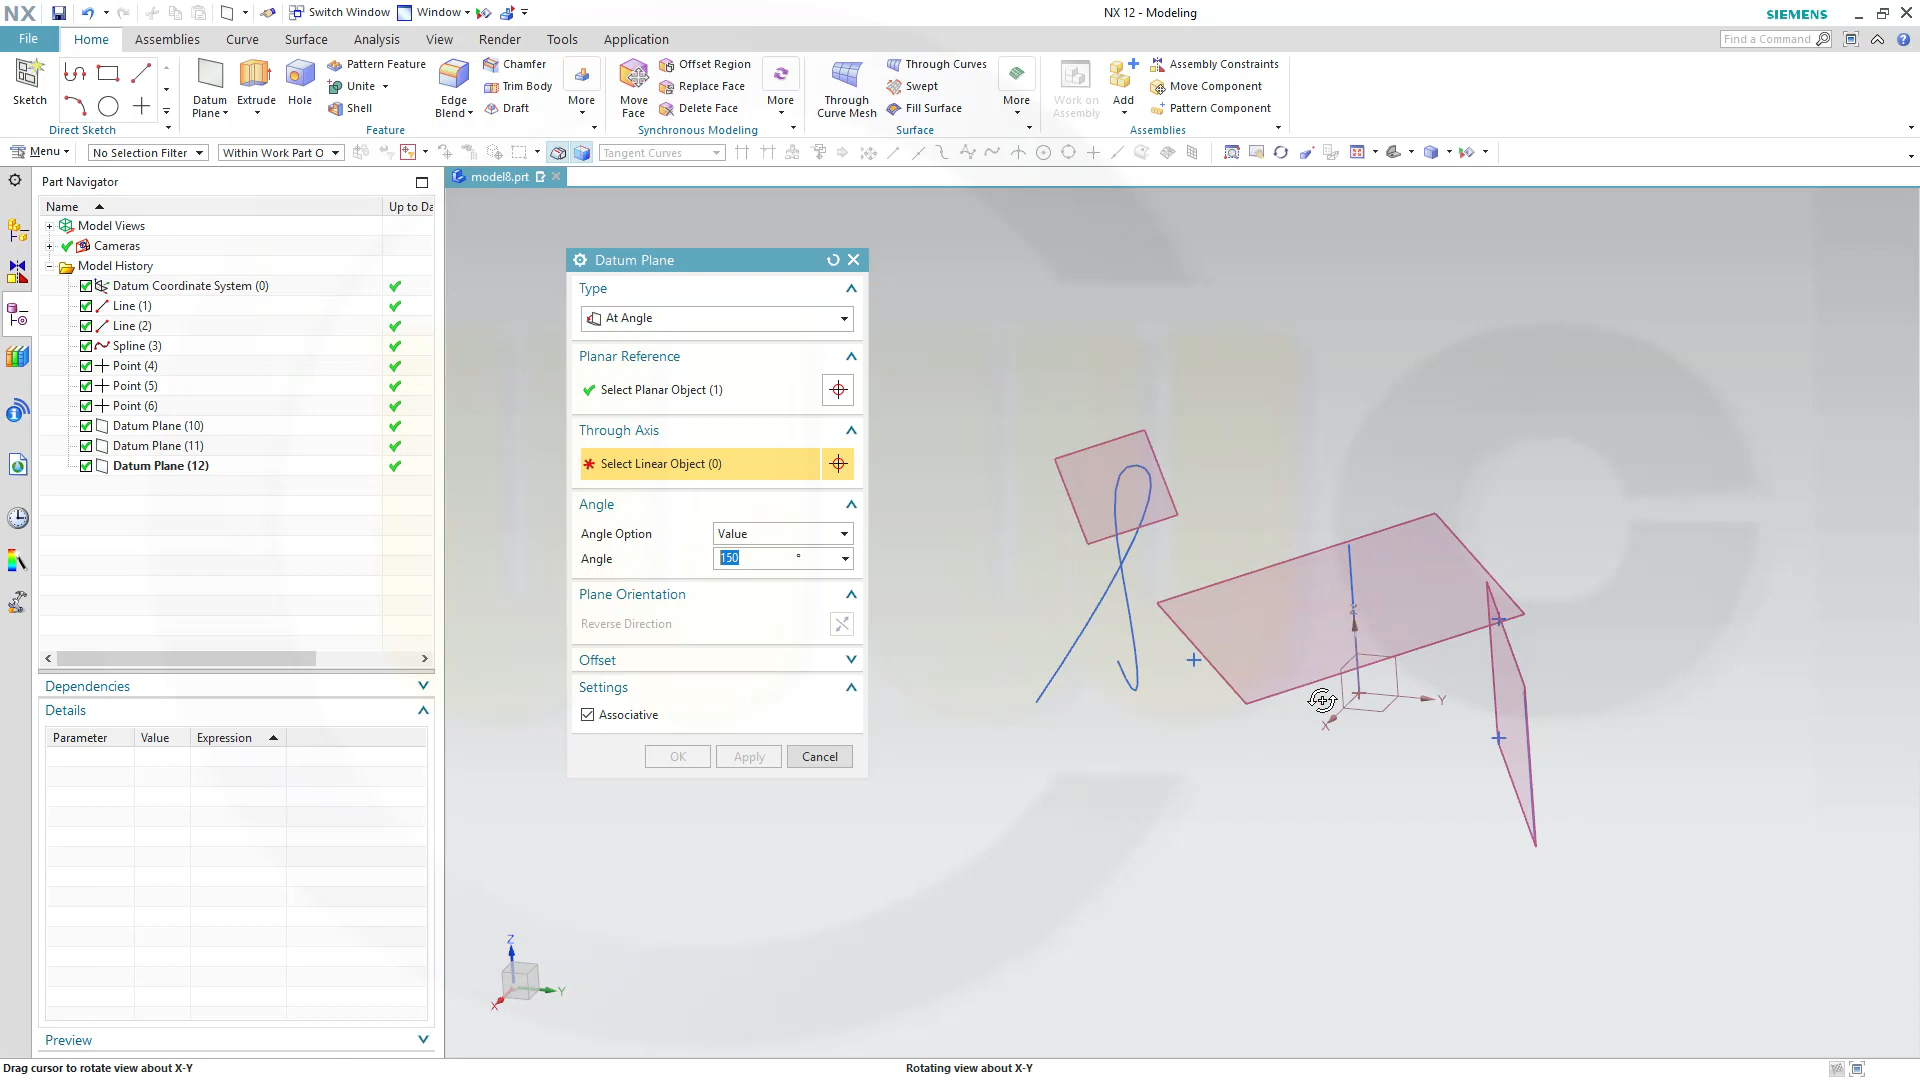 NX
Switch Window
Window
NX 12 - Modeling
SIEMENS
File
Home
Assemblies
Curve
Surface
Analysis
View
Render
Tools
Application
Find a Command
Sketch
Direct Sketch
Datum Plane
Extrude
Hole
Pattern Feature
Unite
Shell
Edge Blend
Chamfer
Trim Body
Draft
More
Feature
Move Face
Offset Region
Replace Face
Delete Face
More
Synchronous Modeling
Through Curve Mesh
Through Curves
Swept
Fill Surface
More
Surface
Work on Assembly
Add
Assembly Constraints
Move Component
Pattern Component
Assemblies
Menu
No Selection Filter
Within Work Part O
Tangent Curves
Part Navigator
Name
Up to Da
Model Views
Cameras
Model History
Datum Coordinate System (0)
Line (1)
Line (2)
Spline (3)
Point (4)
Point (5)
Point (6)
Datum Plane (10)
Datum Plane (11)
Datum Plane (12)
Dependencies
Details
Parameter
Value
Expression
Preview
model8.prt
Datum Plane
Type
At Angle
Planar Reference
Select Planar Object (1)
Through Axis
Select Linear Object (0)
Angle
Angle Option
Value
Angle
150
°
Plane Orientation
Reverse Direction
Offset
Settings
Associative
OK
Apply
Cancel
Z
Y
X
Z
Y
X
Drag cursor to rotate view about X-Y
Rotating view about X-Y